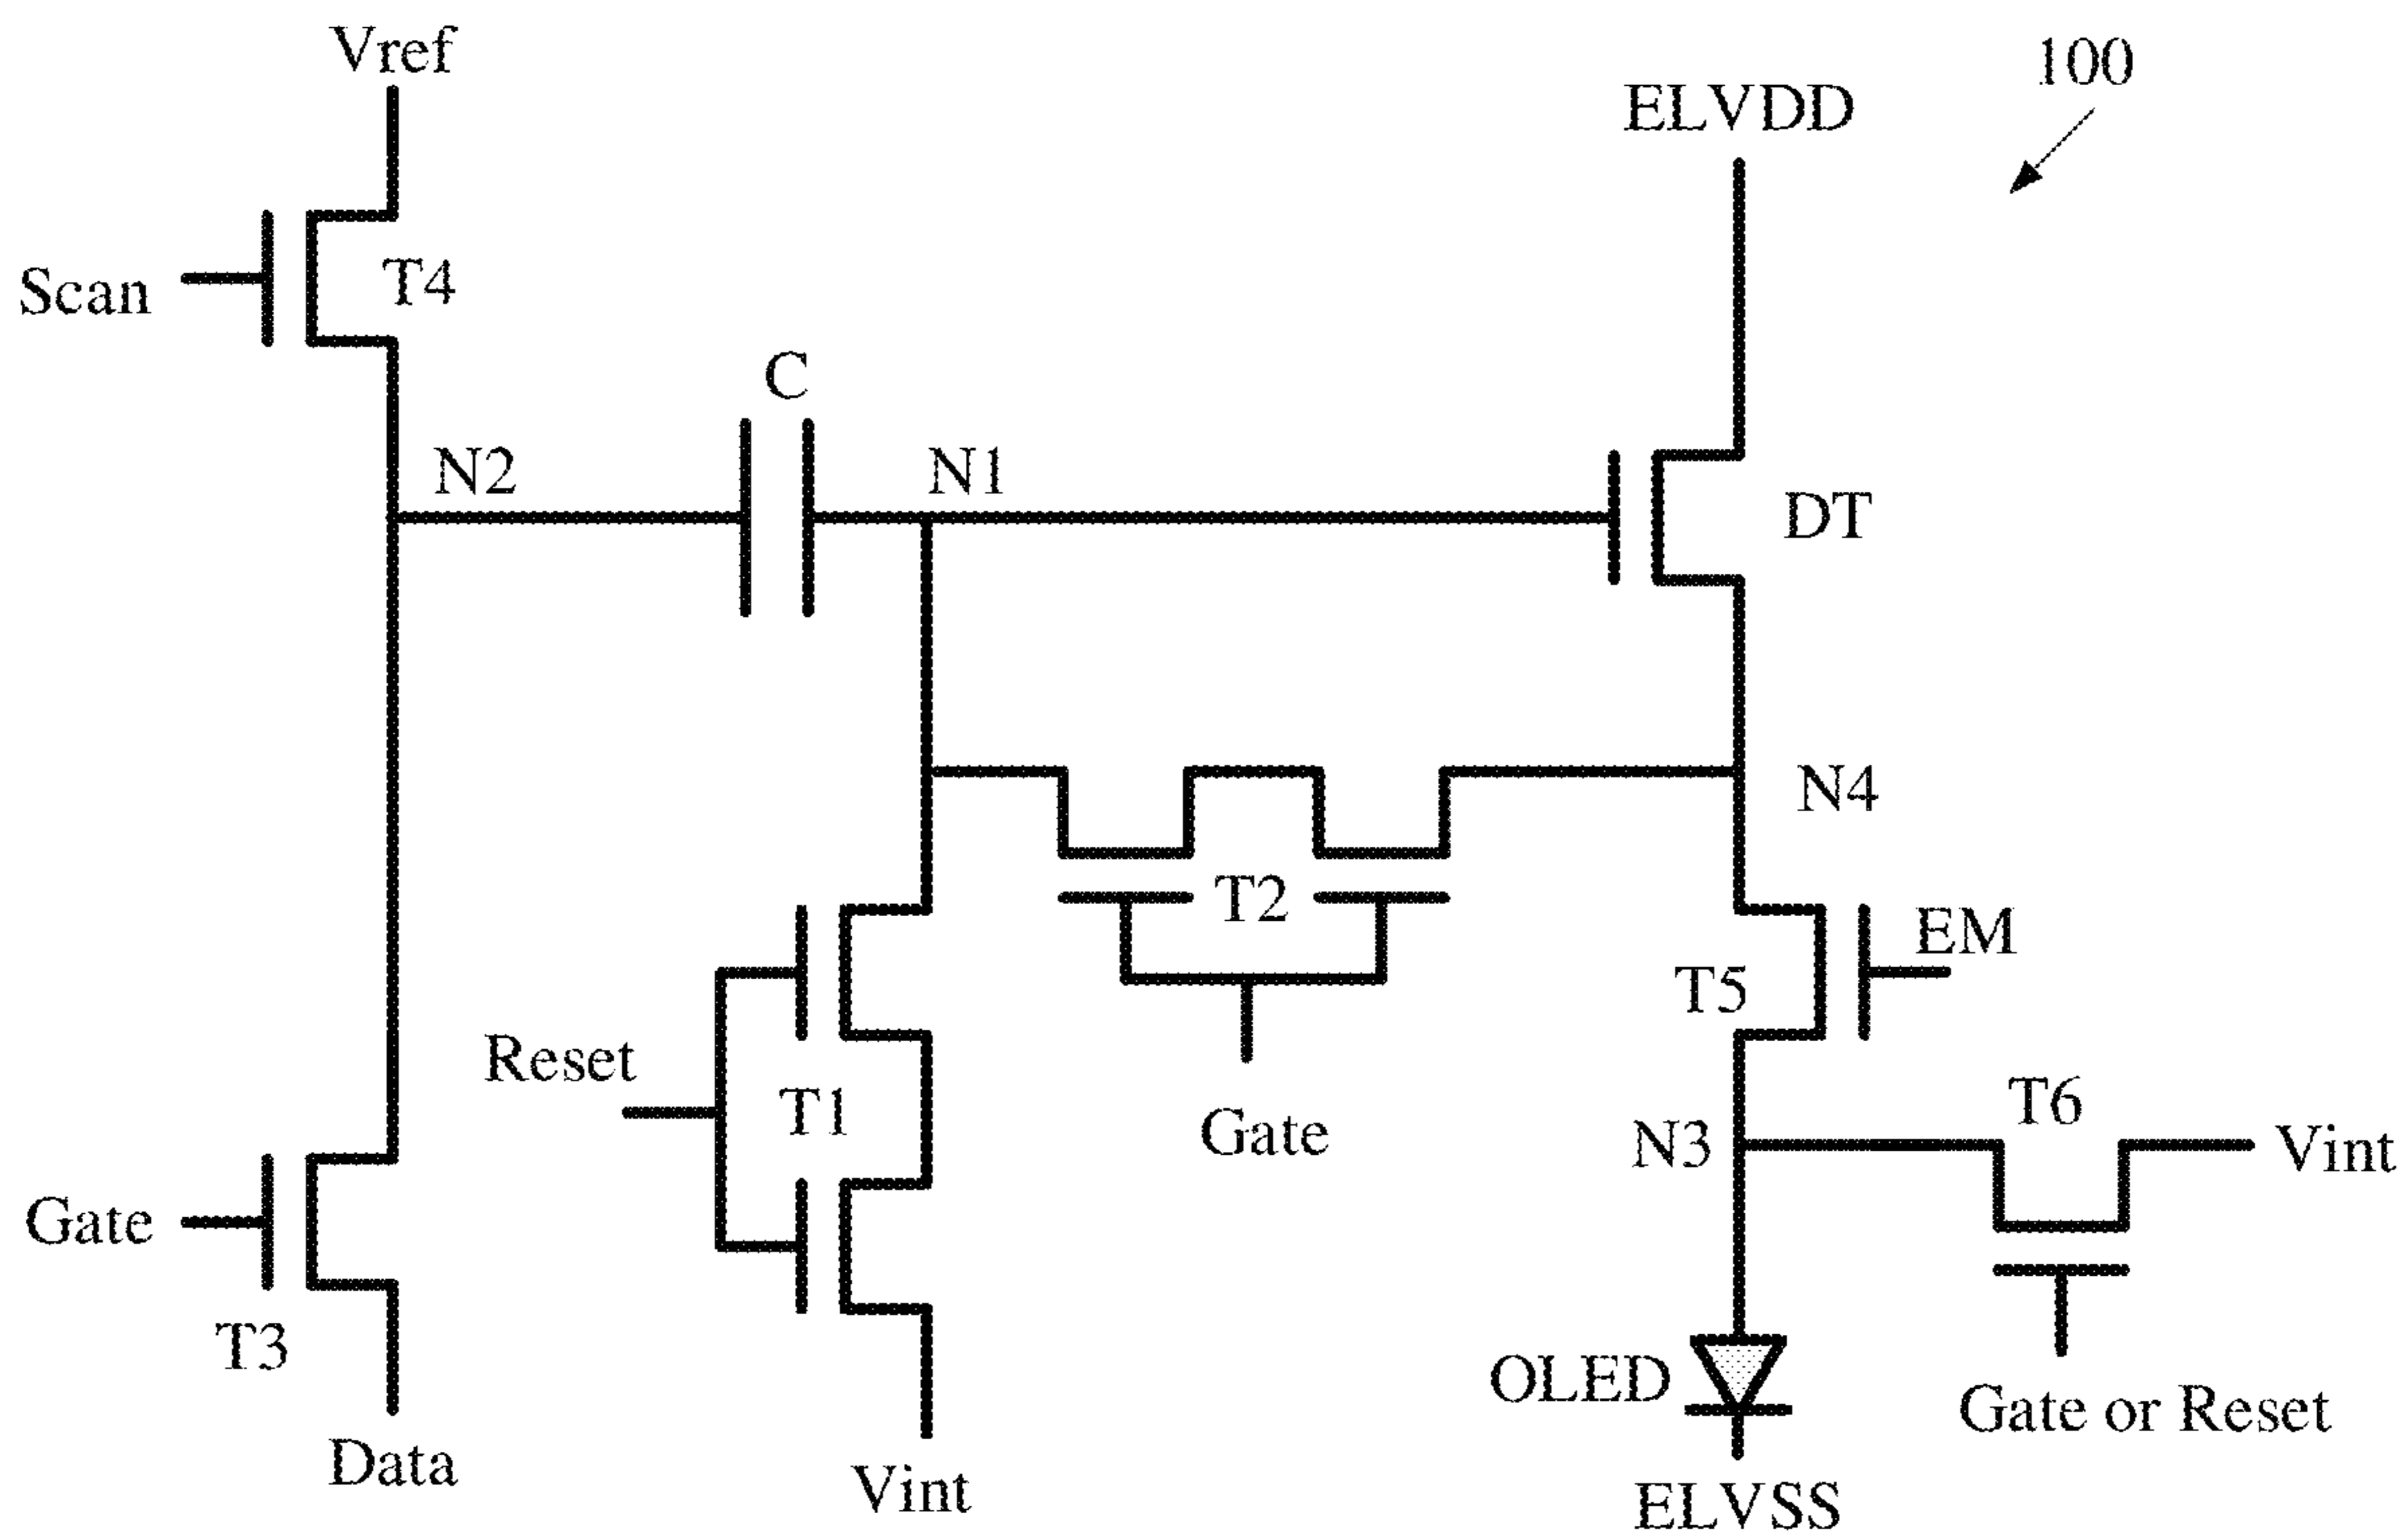 Vref
100
ELVDD
Scan
T4
C
N2
N1
DT
N4
T2
EM
T5
Reset
T1
Gate
N3
T6
Vint
Gate
T3
OLED
Gate or Reset
Data
Vint
ELVSS